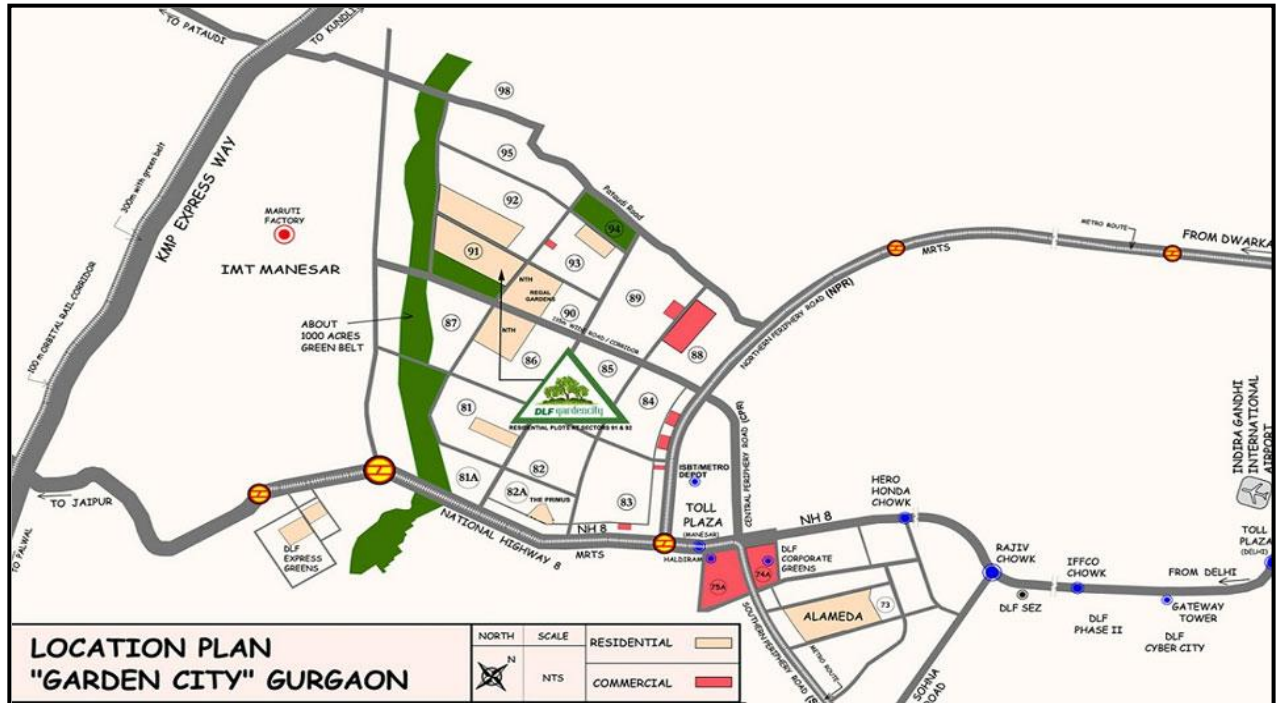 TO PATAUDI
TO KUNDLI
98
95
92
94
Pataudi Road
300m with green belt
KMP EXPRESS WAY
MARUTI
FACTORY
IMT MANESAR
91
93
NTH
REGAL
GARDENS
89
METRO ROUTE
FROM DWARKA
MRTS
NORTHERN PERIPHERY ROAD (NPR)
100 m ORBITAL RAIL CORRIDOR
ABOUT
1000 ACRES
GREEN BELT
87
90
NTH
WIDE ROAD / CORRIDOR
88
86
85
84
DLF gardencity
RESIDENTIAL PLOTS AT SECTORS 91 & 92
81
CENTRAL PERIPHERY ROAD (CPR)
INDIRA GANDHI
INTERNATIONAL
AIRPORT
81A
82
82A
THE PRIMUS
83
ISBT/METRO
DEPOT
TOLL
PLAZA
(MANESAR)
HERO
HONDA
CHOWK
TO JAIPUR
TO PALWAL
NATIONAL HIGHWAY 8
NH 8
MRTS
NH 8
DLF
EXPRESS
GREENS
HALDIRAM
75A
74A
DLF
CORPORATE
GREENS
RAJIV
CHOWK
IFFCO
CHOWK
FROM DELHI
TOLL
PLAZA
(DELHI)
DLF SEZ
DLF
PHASE II
GATEWAY
TOWER
DLF
CYBER CITY
73
ALAMEDA
SOUTHERN PERIPHERY ROAD
METRO ROUTE
SOHNA
ROAD
LOCATION PLAN
"GARDEN CITY" GURGAON
NORTH
N
SCALE
NTS
RESIDENTIAL
COMMERCIAL